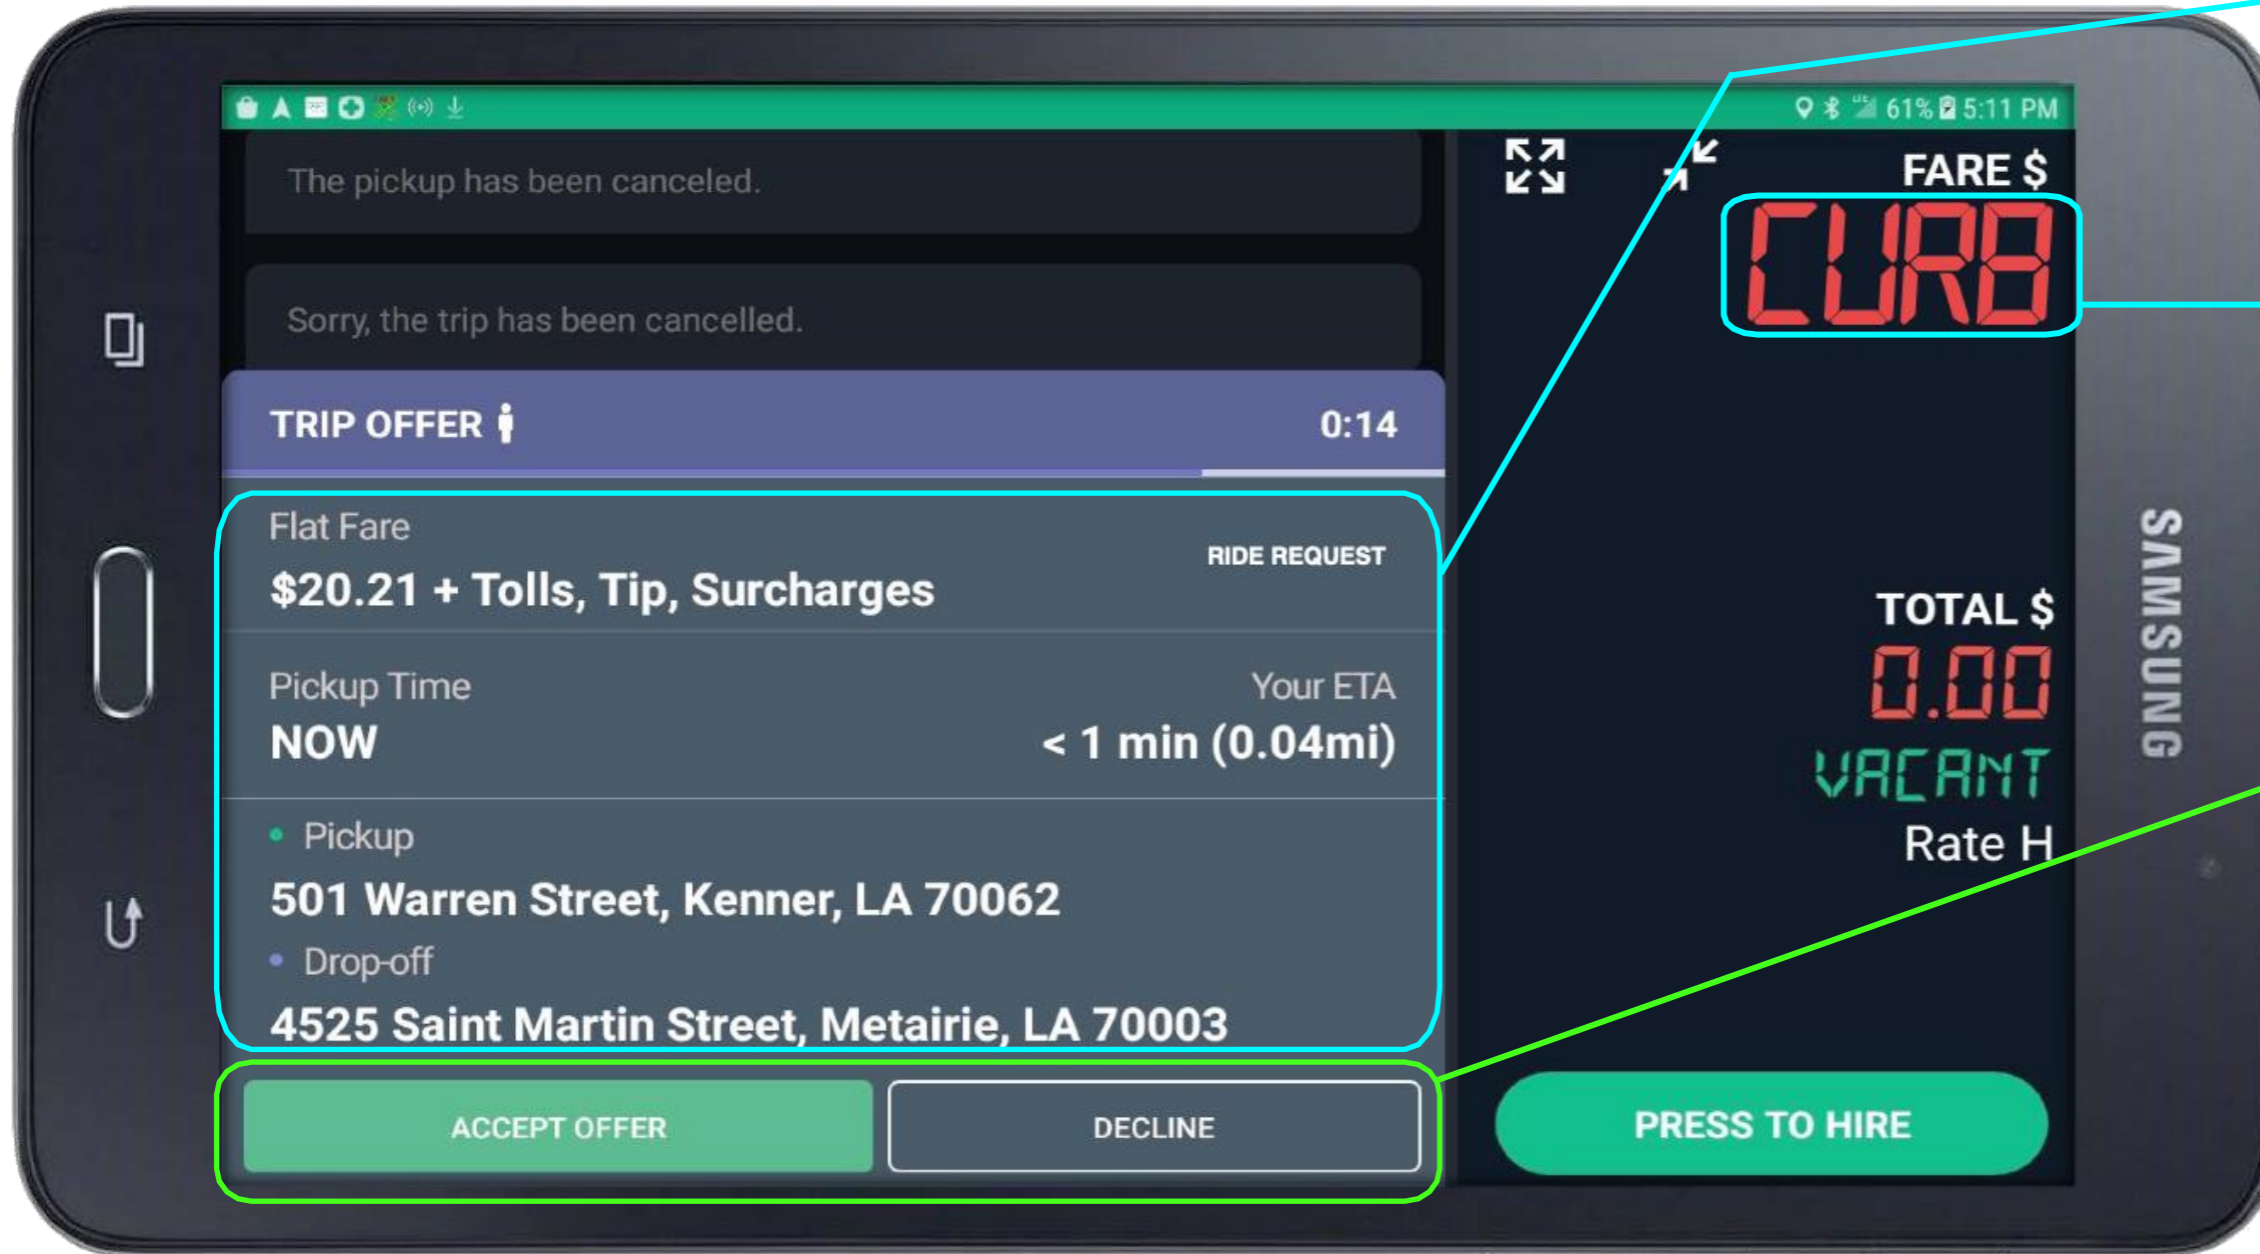 61% 5:11 PM
The pickup has been canceled.
Sorry, the trip has been cancelled.
TRIP OFFER 0:14
Flat Fare
RIDE REQUEST
$20.21 + Tolls, Tip, Surcharges
Pickup Time Your ETA
NOW < 1 min (0.04mi)
• Pickup
501 Warren Street, Kenner, LA 70062
• Drop-off
4525 Saint Martin Street, Metairie, LA 70003
ACCEPT OFFER DECLINE
FARE $
CURB
TOTAL $
0.00
VACANT
Rate H
PRESS TO HIRE
SAMSUNG